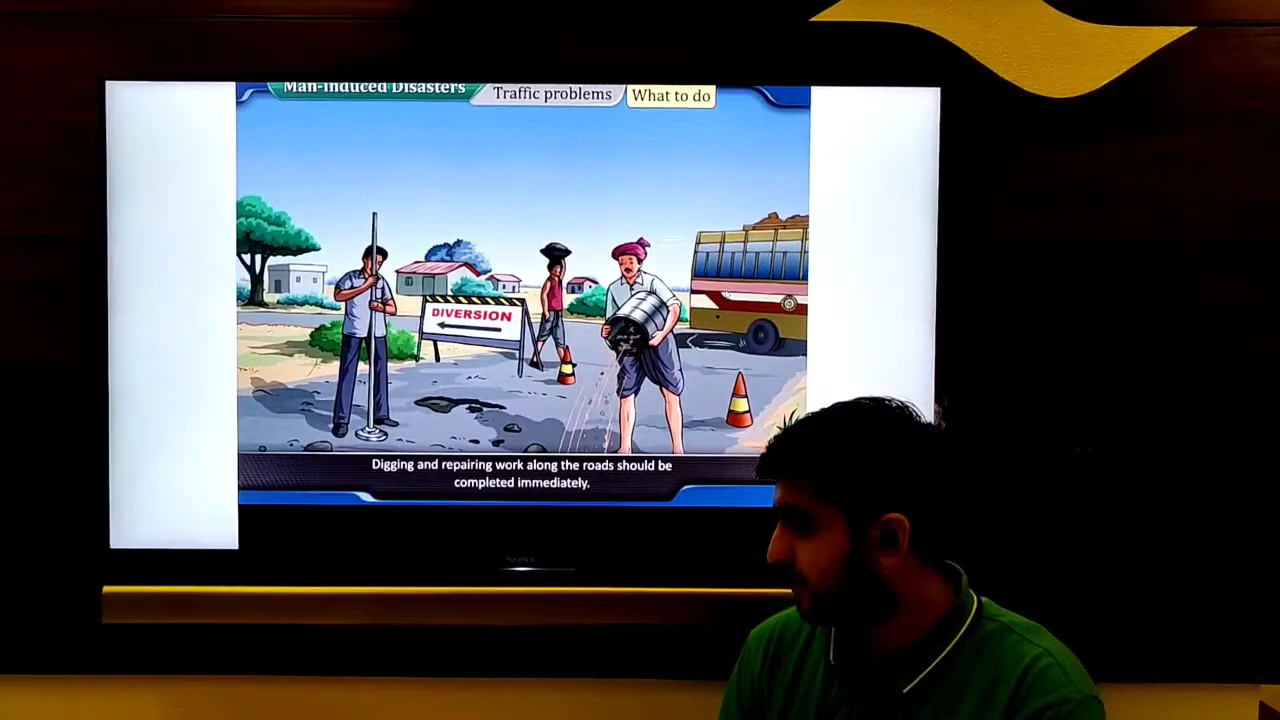 Man-induced Disasters
Traffic problems
What to do
DIVERSION
Digging and repairing work along the roads should be
completed immediately.
SONY